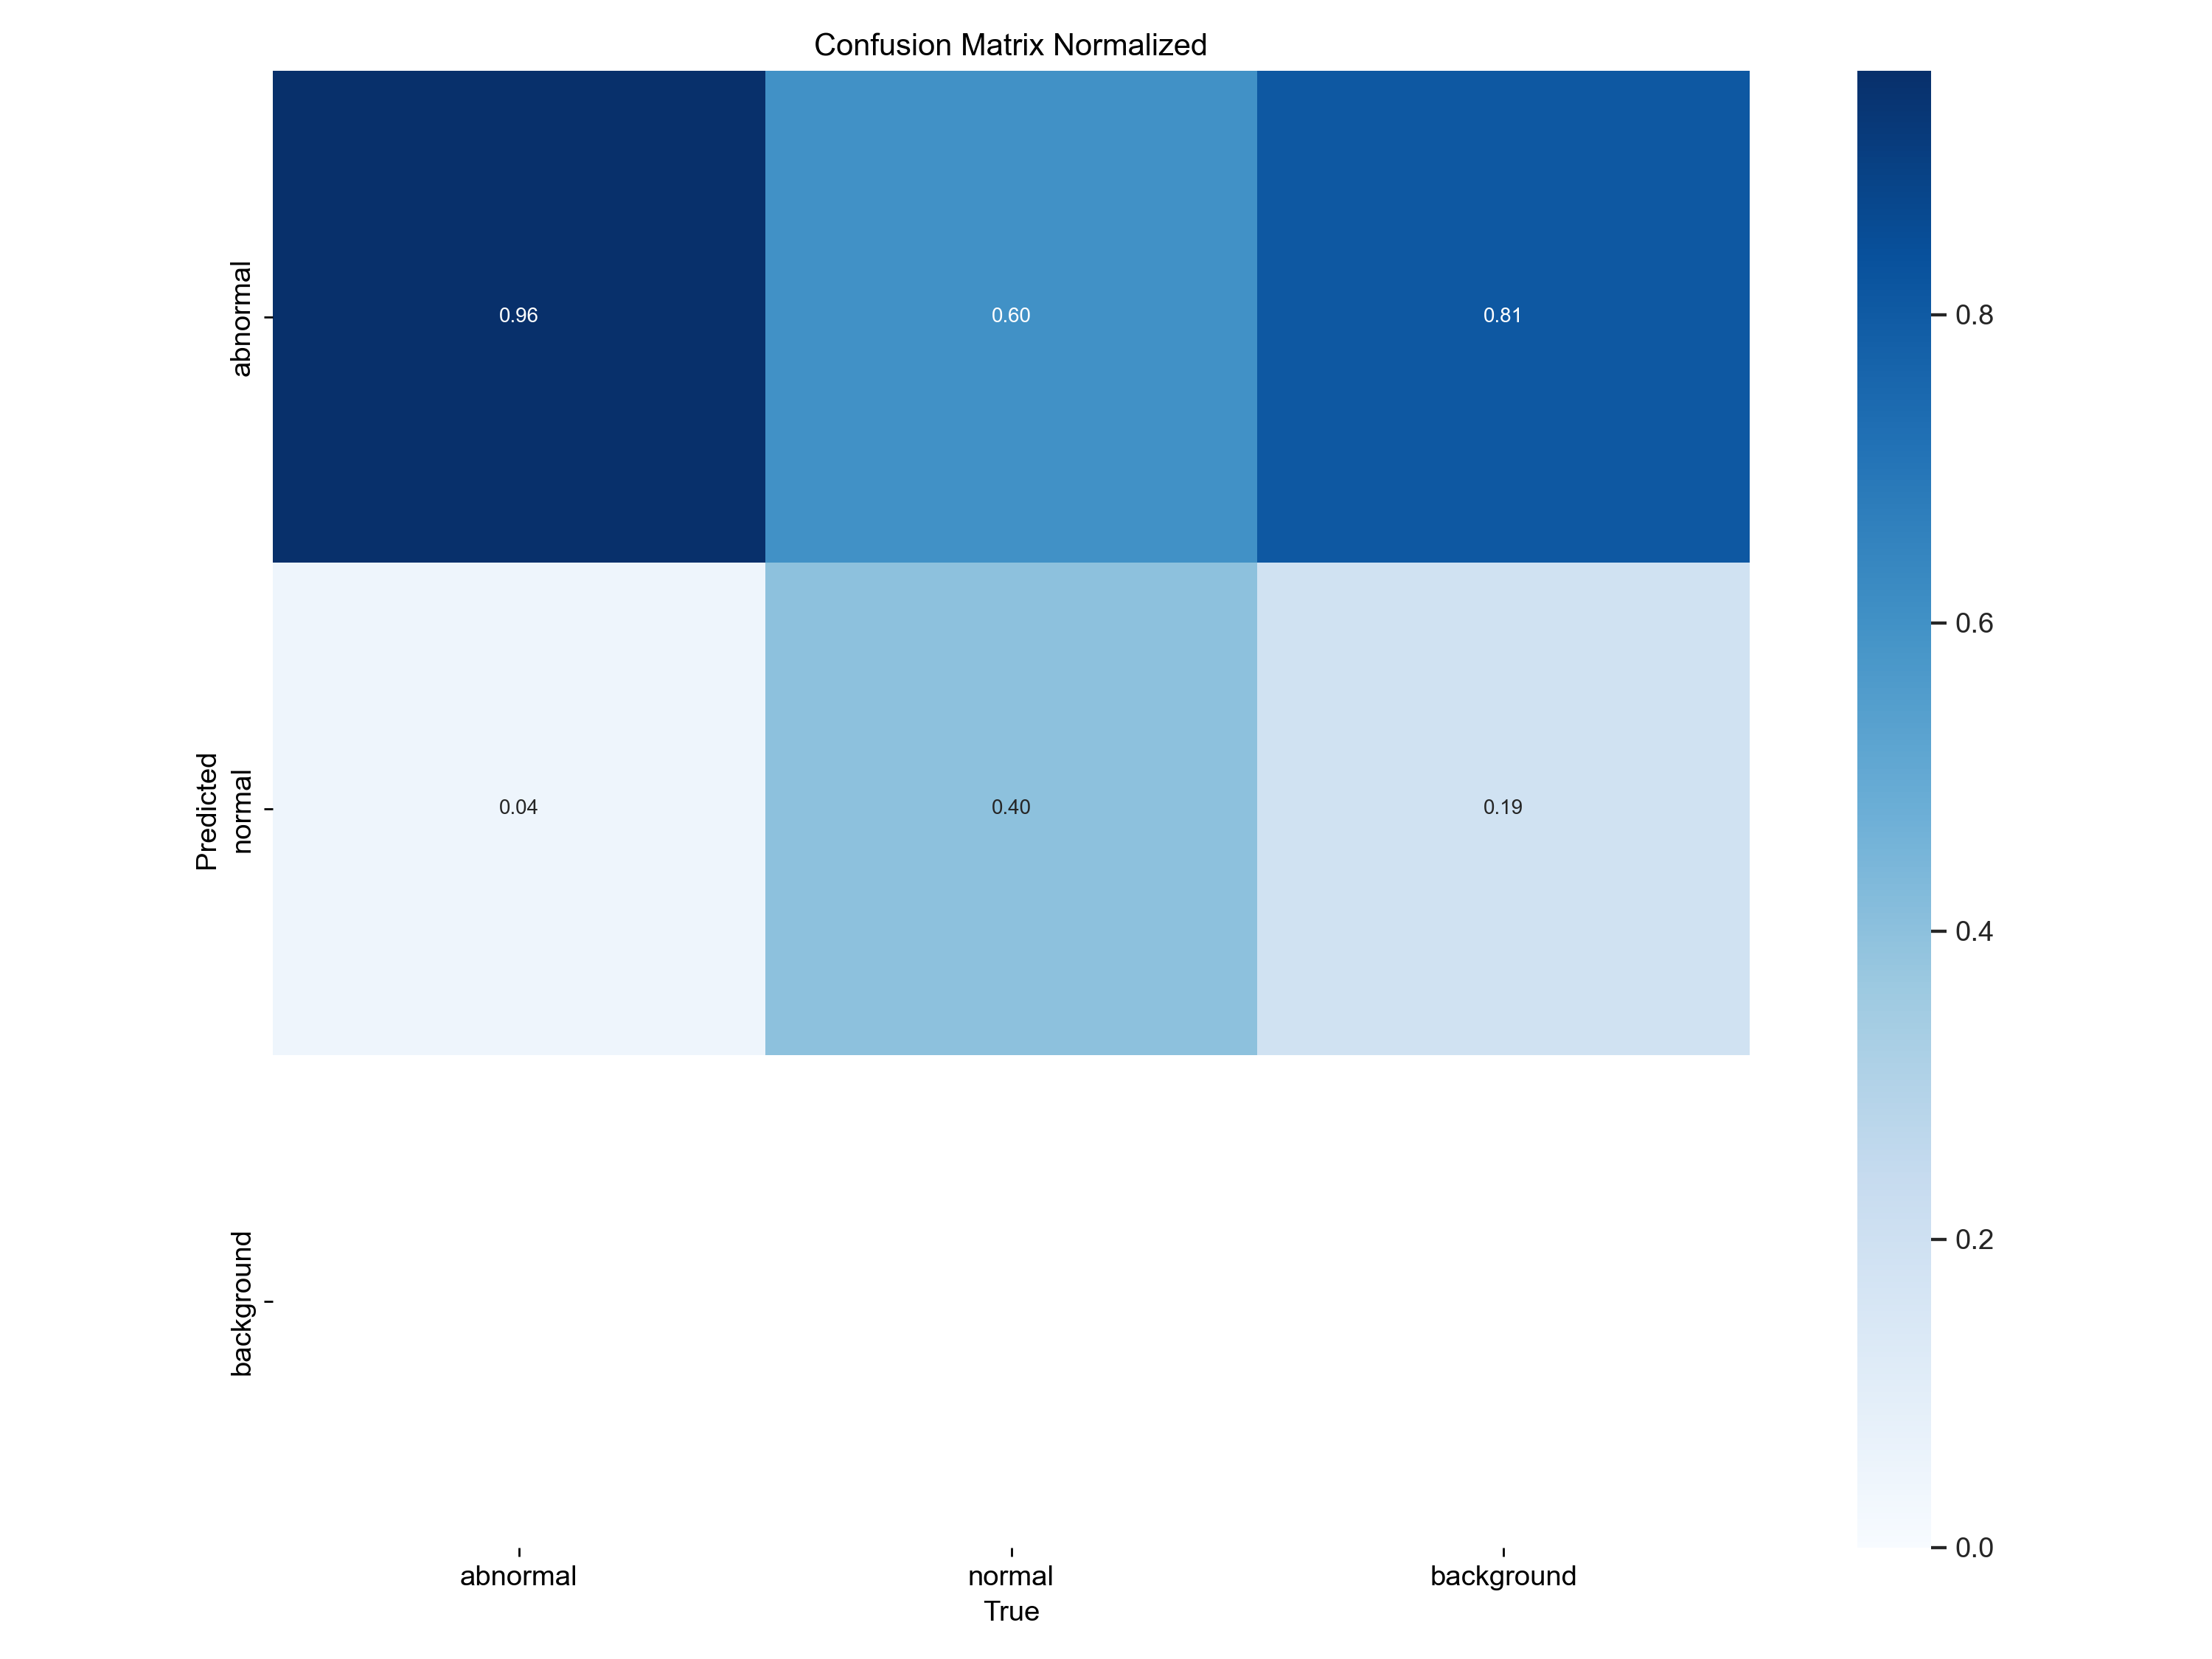 Confusion Matrix Normalized
abnormal
0.96
0.60
0.81
0.8
0.6
Predicted
normal
0.04
0.40
0.19
0.4
background
0.2
0.0
abnormal
normal
background
True